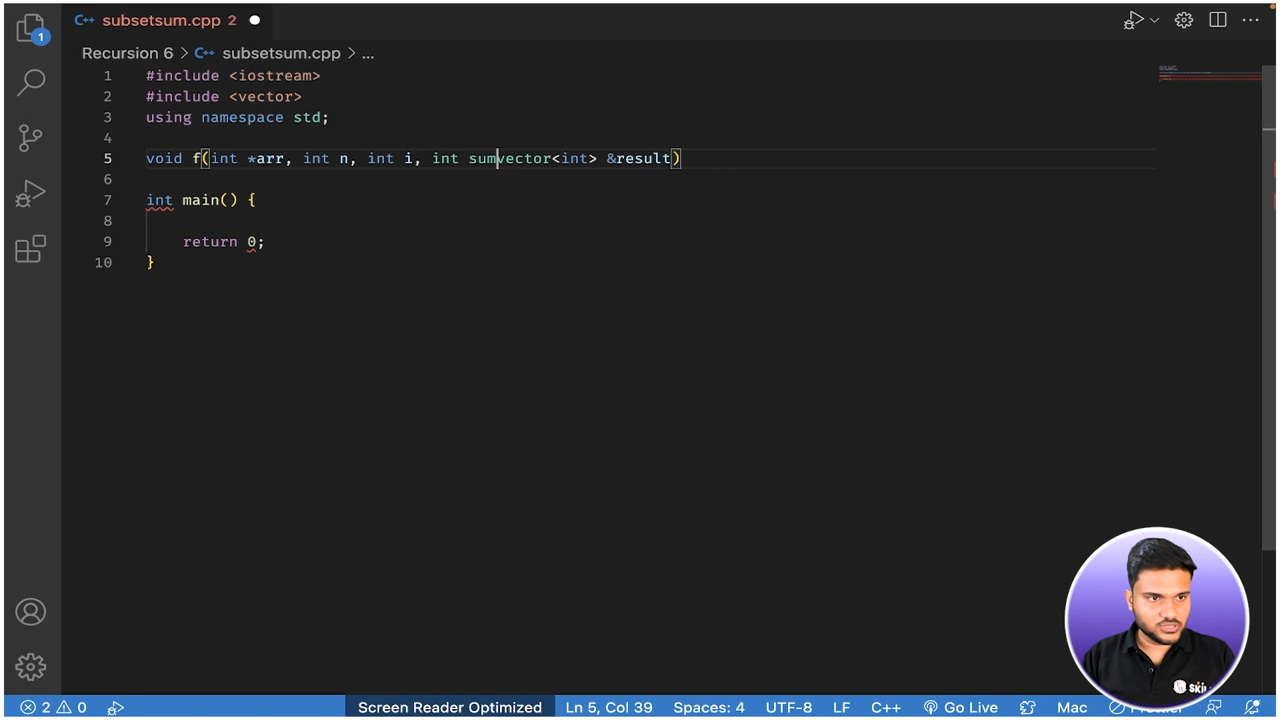 subsetsum.cpp 2
Recursion 6 > subsetsum.cpp > ...
1 #include <iostream>
2 #include <vector>
3 using namespace std;
4
5 void f(int *arr, int n, int i, int sumvector<int> &result)
6
7 int main() {
8
9 return 0;
10 }
1
2 0 Screen Reader Optimized Ln 5, Col 39 Spaces: 4 UTF-8 LF C++ Go Live Mac